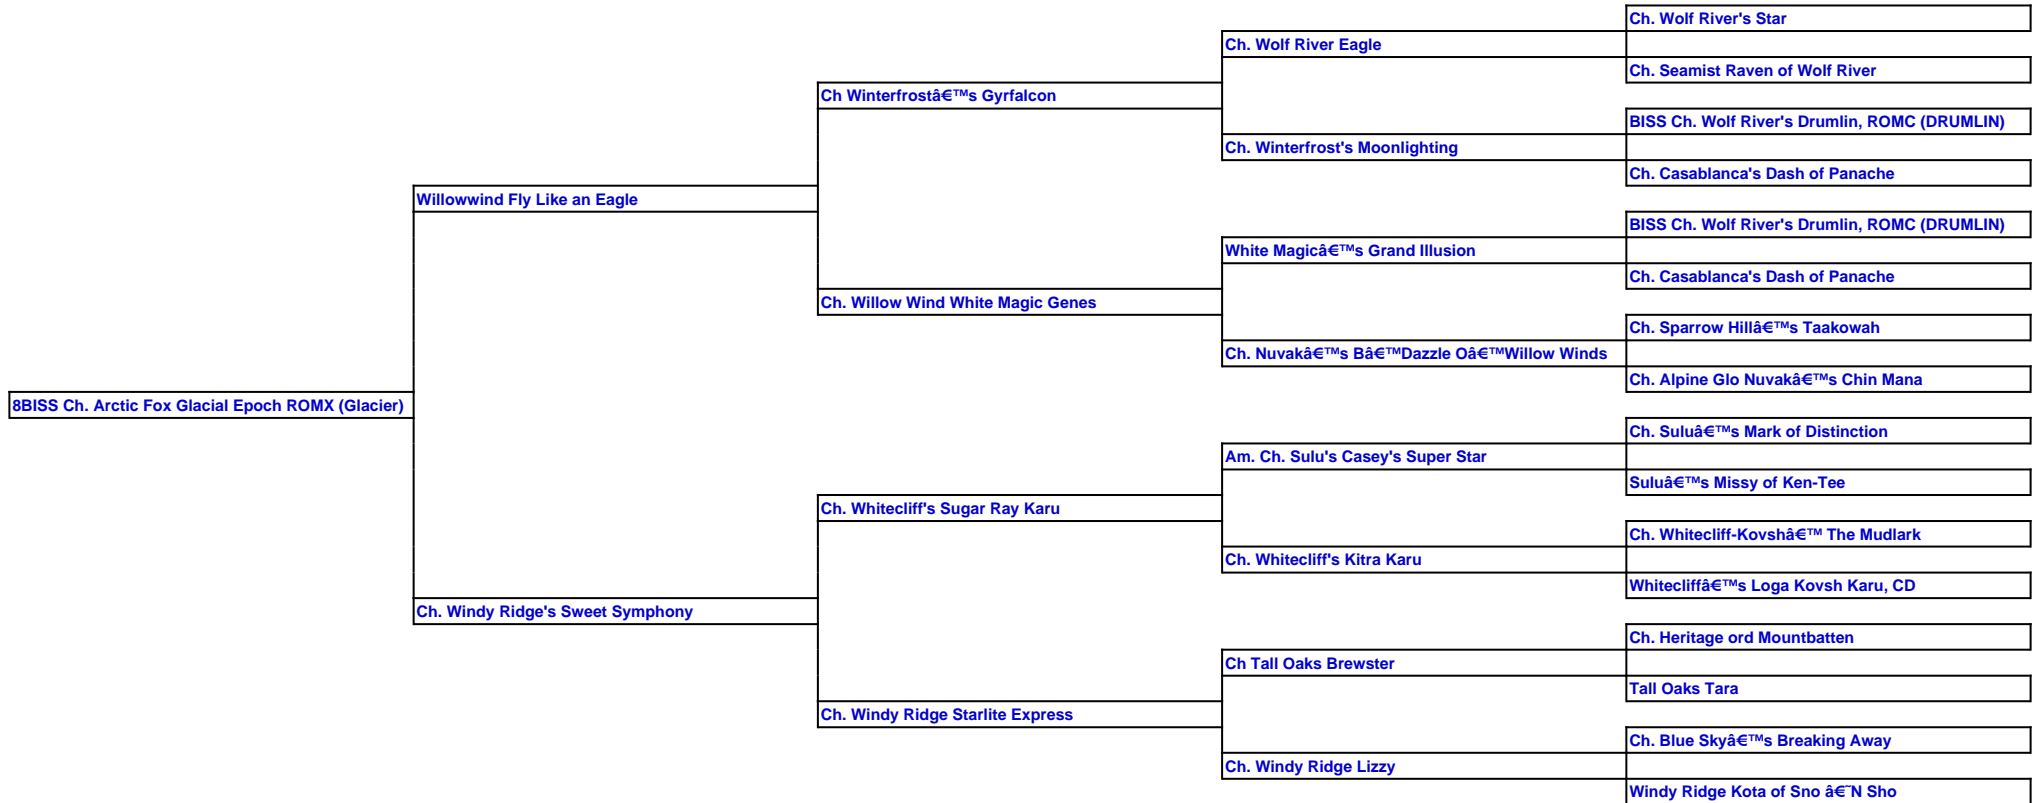 Ch. Wolf River's Star
Ch. Wolf River Eagle
Ch. Seamist Raven of Wolf River
Ch Winterfrostâ€™s Gyrfalcon
BISS Ch. Wolf River's Drumlin, ROMC (DRUMLIN)
Ch. Winterfrost's Moonlighting
Ch. Casablanca's Dash of Panache
Willowwind Fly Like an Eagle
BISS Ch. Wolf River's Drumlin, ROMC (DRUMLIN)
White Magicâ€™s Grand Illusion
Ch. Casablanca's Dash of Panache
Ch. Willow Wind White Magic Genes
Ch. Sparrow Hillâ€™s Taakowah
Ch. Nuvakâ€™s Bâ€™Dazzle Oâ€™Willow Winds
Ch. Alpine Glo Nuvakâ€™s Chin Mana
8BISS Ch. Arctic Fox Glacial Epoch ROMX (Glacier)
Ch. Suluâ€™s Mark of Distinction
Am. Ch. Sulu's Casey's Super Star
Suluâ€™s Missy of Ken-Tee
Ch. Whitecliff's Sugar Ray Karu
Ch. Whitecliff-Kovshâ€™ The Mudlark
Ch. Whitecliff's Kitra Karu
Whitecliffâ€™s Loga Kovsh Karu, CD
Ch. Windy Ridge's Sweet Symphony
Ch. Heritage ord Mountbatten
Ch Tall Oaks Brewster
Tall Oaks Tara
Ch. Windy Ridge Starlite Express
Ch. Blue Skyâ€™s Breaking Away
Ch. Windy Ridge Lizzy
Windy Ridge Kota of Sno â€˜N Sho